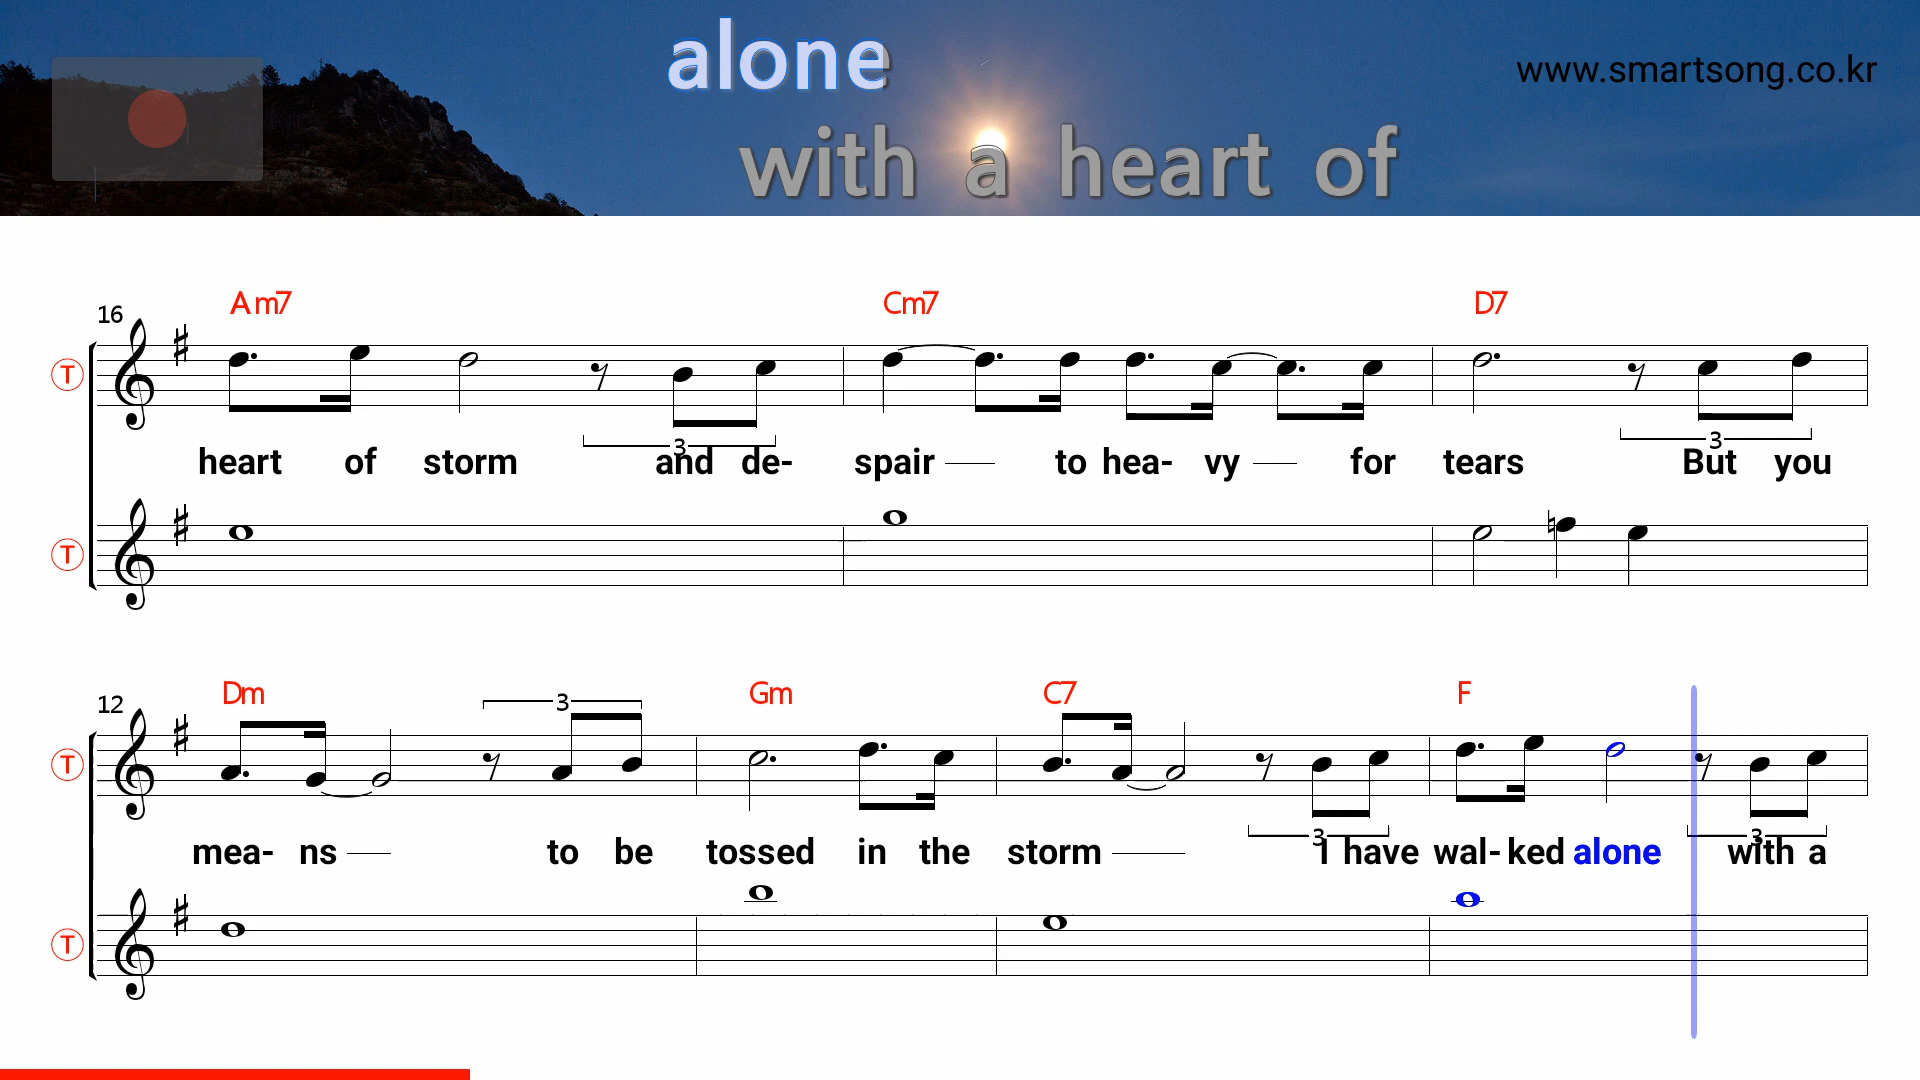 alone
www.smartsong.co.kr
with a heart of
16
Am7 Cm7 D7
T
3 3
heart of storm and de- spair to hea- vy for tears But you
T
Dm Gm C7 F
12
3
T
3 3
mea- ns to be tossed in the storm I have wal- ked alone with a
T